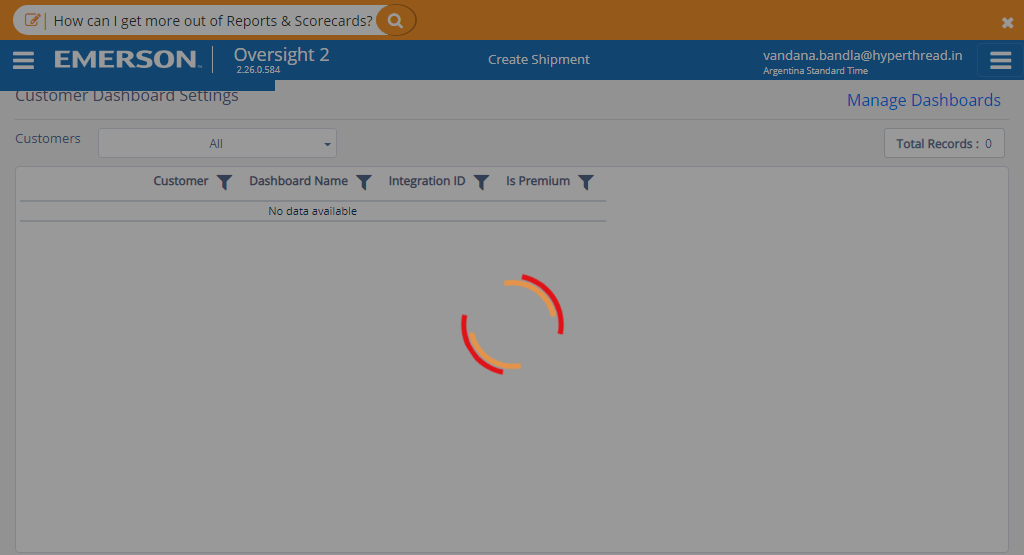 How can I get more out of Reports & Scorecards?
EMERSON™
Oversight 2
2.26.0.584
Create Shipment
vandana.bandla@hyperthread.in
Argentina Standard Time
Customer Dashboard Settings
Manage Dashboards
Customers
All
Total Records : 0
Customer Dashboard Name Integration ID Is Premium
No data available